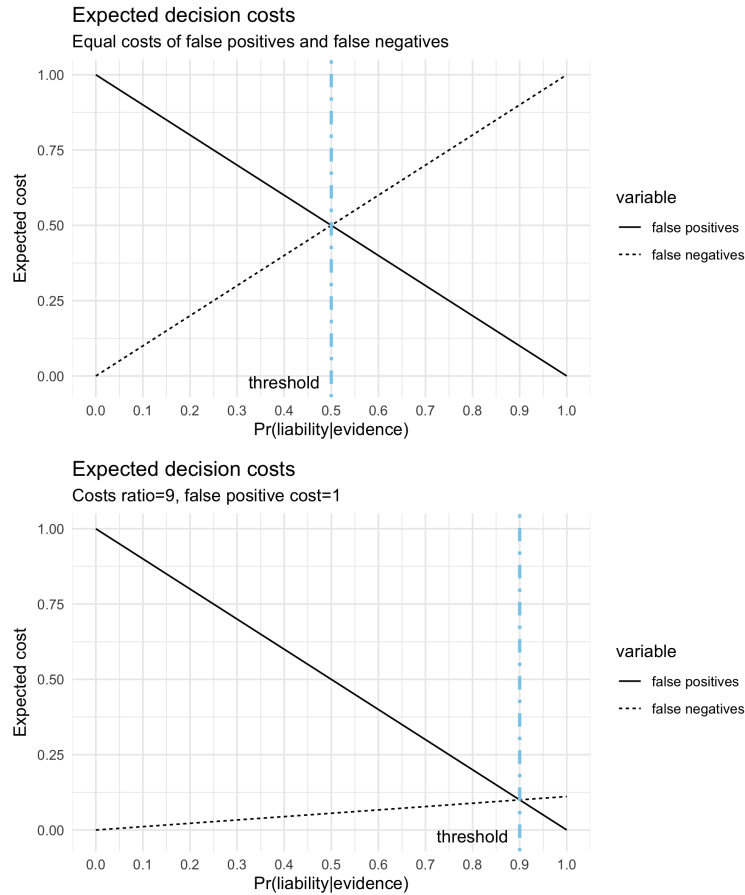 Expected decision costs
Equal costs of false positives and false negatives
1.00
0.75
0.50
0.25
0.00
Expected cost
threshold
0.0 0.1 0.2 0.3 0.4 0.5 0.6 0.7 0.8 0.9 1.0
Pr(liability|evidence)
variable
false positives
false negatives
Expected decision costs
Costs ratio=9, false positive cost=1
1.00
0.75
0.50
0.25
0.00
Expected cost
threshold
0.0 0.1 0.2 0.3 0.4 0.5 0.6 0.7 0.8 0.9 1.0
Pr(liability|evidence)
variable
false positives
false negatives